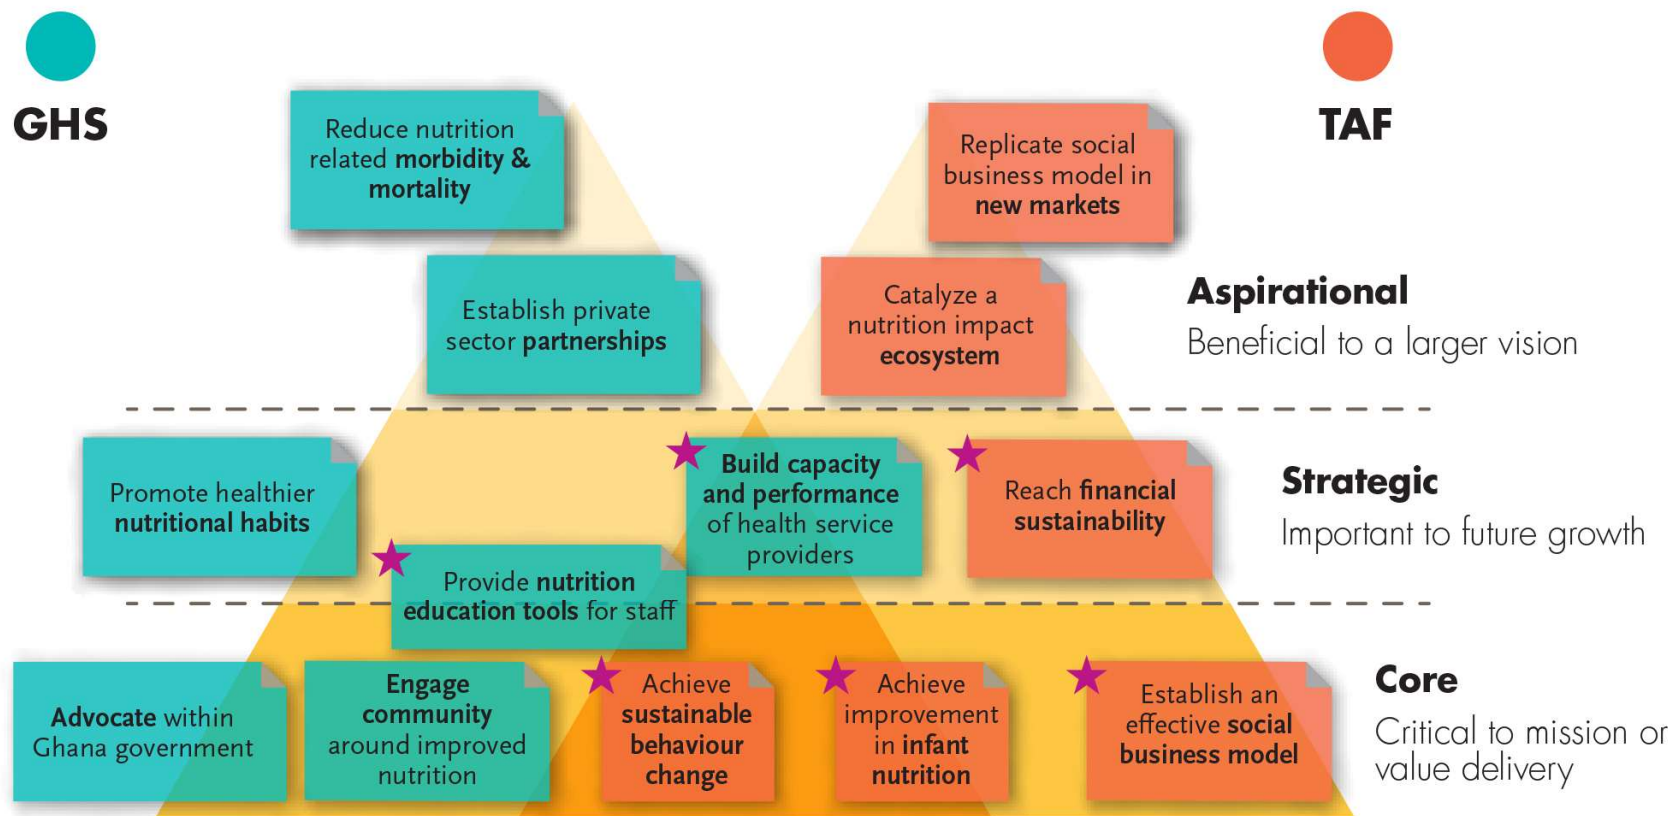 GHS
TAF
Reduce nutrition
related morbidity &
mortality
Replicate social
business model in
new markets
Establish private
sector partnerships
Catalyze a
nutrition impact
ecosystem
Aspirational
Beneficial to a larger vision
Promote healthier
nutritional habits
Build capacity
and performance
of health service
providers
Reach financial
sustainability
Strategic
Important to future growth
Provide nutrition
education tools for staff
Advocate within
Ghana government
Engage
community
around improved
nutrition
Achieve
sustainable
behaviour
change
Achieve
improvement
in infant
nutrition
Establish an
effective social
business model
Core
Critical to mission or
value delivery